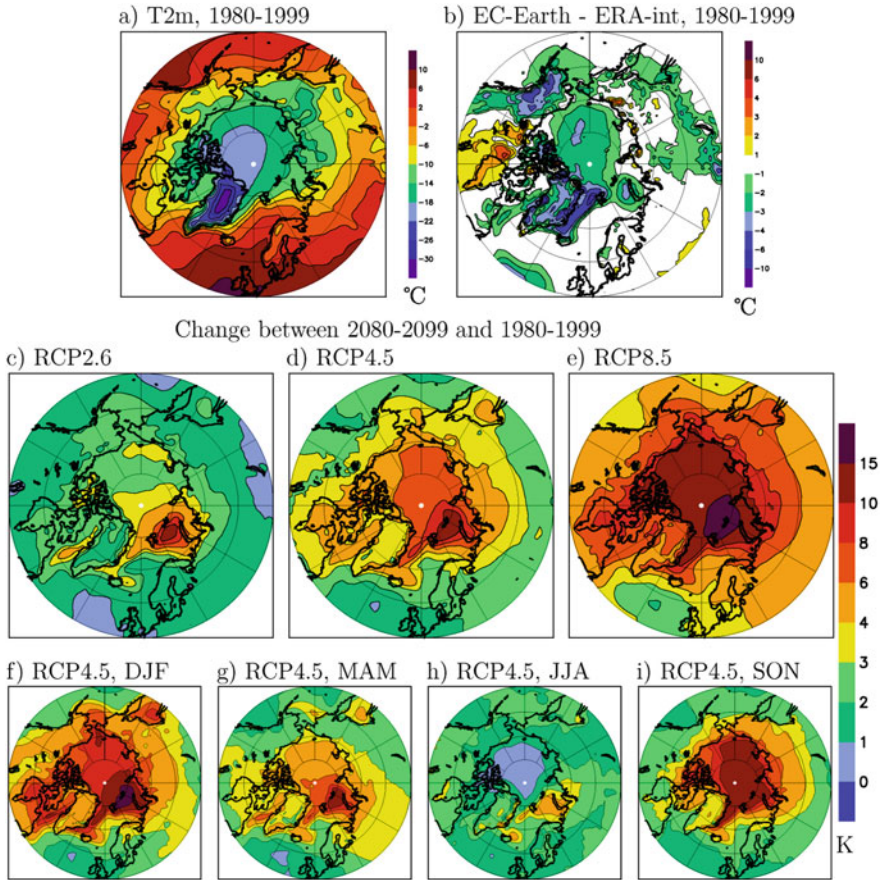 a) T2m, 1980-1999
b) EC-Earth - ERA-int, 1980-1999
10
6
2
-2
-6
-10
-14
-18
-22
-26
-30
°C
10
6
4
3
2
1
-1
-2
-3
-4
-6
-10
°C
Change between 2080-2099 and 1980-1999
c) RCP2.6
d) RCP4.5
e) RCP8.5
15
10
8
6
4
3
2
1
0
K
f) RCP4.5, DJF
g) RCP4.5, MAM
h) RCP4.5, JJA
i) RCP4.5, SON